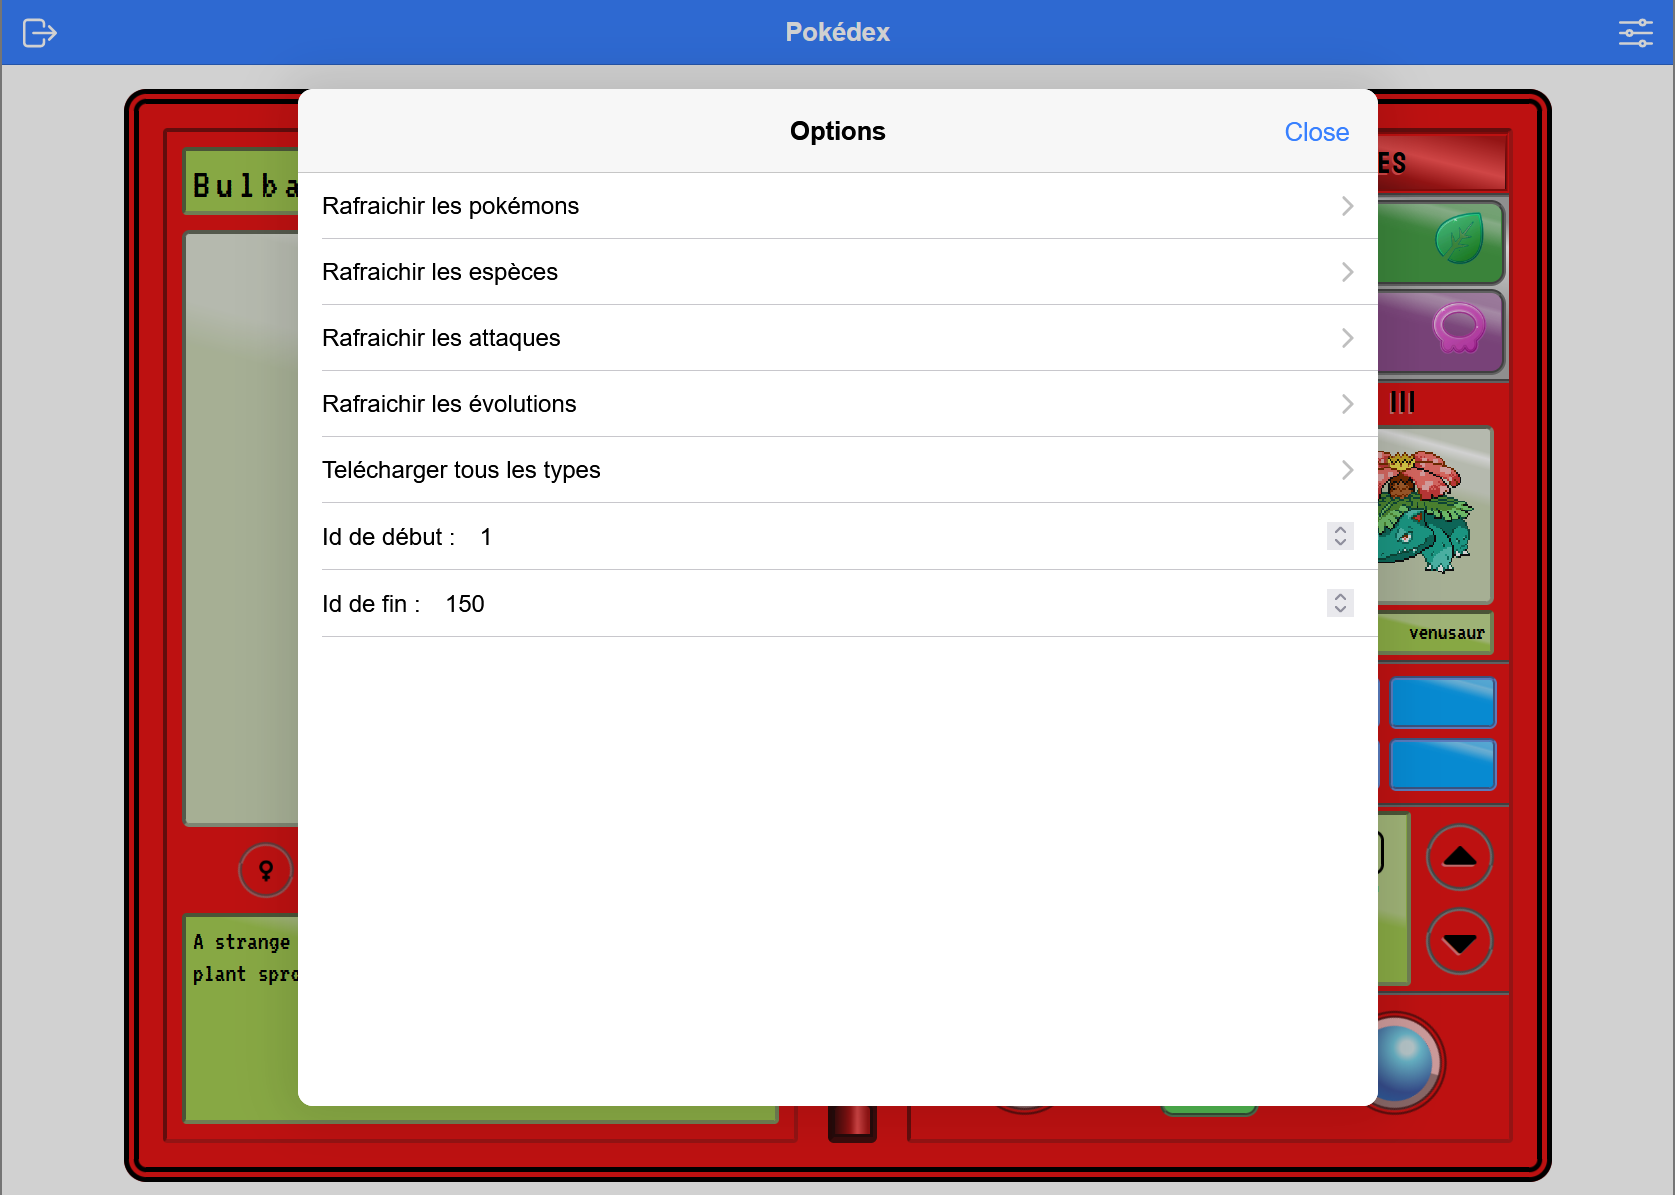 Pokédex
Options
Close
Rafraichir les pokémons
Rafraichir les espèces
Rafraichir les attaques
Rafraichir les évolutions
Telécharger tous les types
Id de début : 1
Id de fin : 150
Bulba
ES
III
venusaur
A strange
plant spro